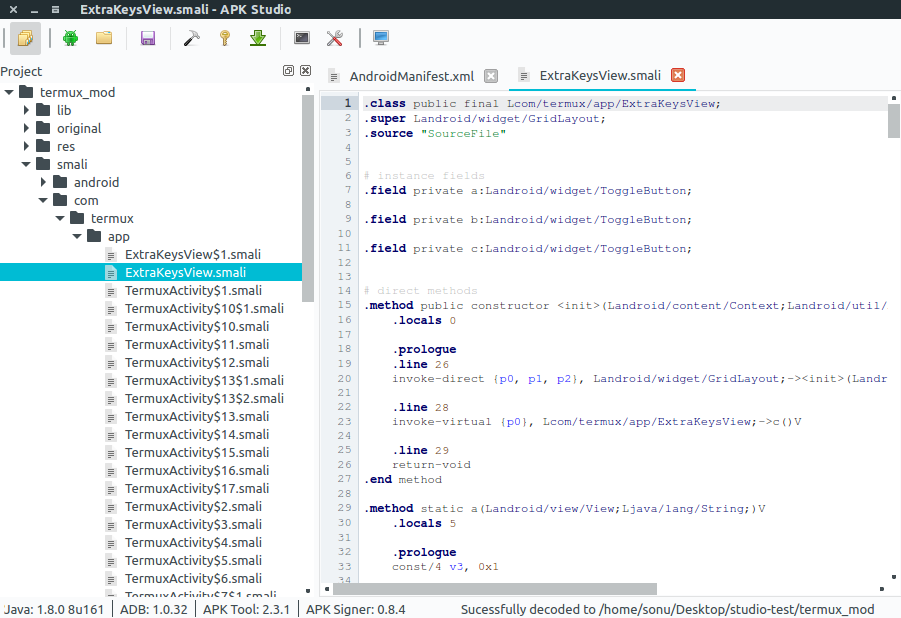 ExtraKeysView.smali - APK Studio
Project
termux_mod
lib
original
res
smali
android
com
termux
app
ExtraKeysView$1.smali
ExtraKeysView.smali
TermuxActivity$1.smali
TermuxActivity$10$1.smali
TermuxActivity$10.smali
TermuxActivity$11.smali
TermuxActivity$12.smali
TermuxActivity$13$1.smali
TermuxActivity$13$2.smali
TermuxActivity$13.smali
TermuxActivity$14.smali
TermuxActivity$15.smali
TermuxActivity$16.smali
TermuxActivity$17.smali
TermuxActivity$2.smali
TermuxActivity$3.smali
TermuxActivity$4.smali
TermuxActivity$5.smali
TermuxActivity$6.smali
TermuxActivity$7$1.smali
AndroidManifest.xml ExtraKeysView.smali
1 .class public final Lcom/termux/app/ExtraKeysView;
2 .super Landroid/widget/GridLayout;
3 .source "SourceFile"
4
5
6 # instance fields
7 .field private a:Landroid/widget/ToggleButton;
8
9 .field private b:Landroid/widget/ToggleButton;
10
11 .field private c:Landroid/widget/ToggleButton;
12
13
14 # direct methods
15 .method public constructor <init>(Landroid/content/Context;Landroid/util/
16 .locals 0
17
18 .prologue
19 .line 26
20 invoke-direct {p0, p1, p2}, Landroid/widget/GridLayout;-><init>(Landr
21
22 .line 28
23 invoke-virtual {p0}, Lcom/termux/app/ExtraKeysView;->c()V
24
25 .line 29
26 return-void
27 .end method
28
29 .method static a(Landroid/view/View;Ljava/lang/String;)V
30 .locals 5
31
32 .prologue
33 const/4 v3, 0x1
34
Java: 1.8.0 8u161 ADB: 1.0.32 APK Tool: 2.3.1 APK Signer: 0.8.4 Sucessfully decoded to /home/sonu/Desktop/studio-test/termux_mod